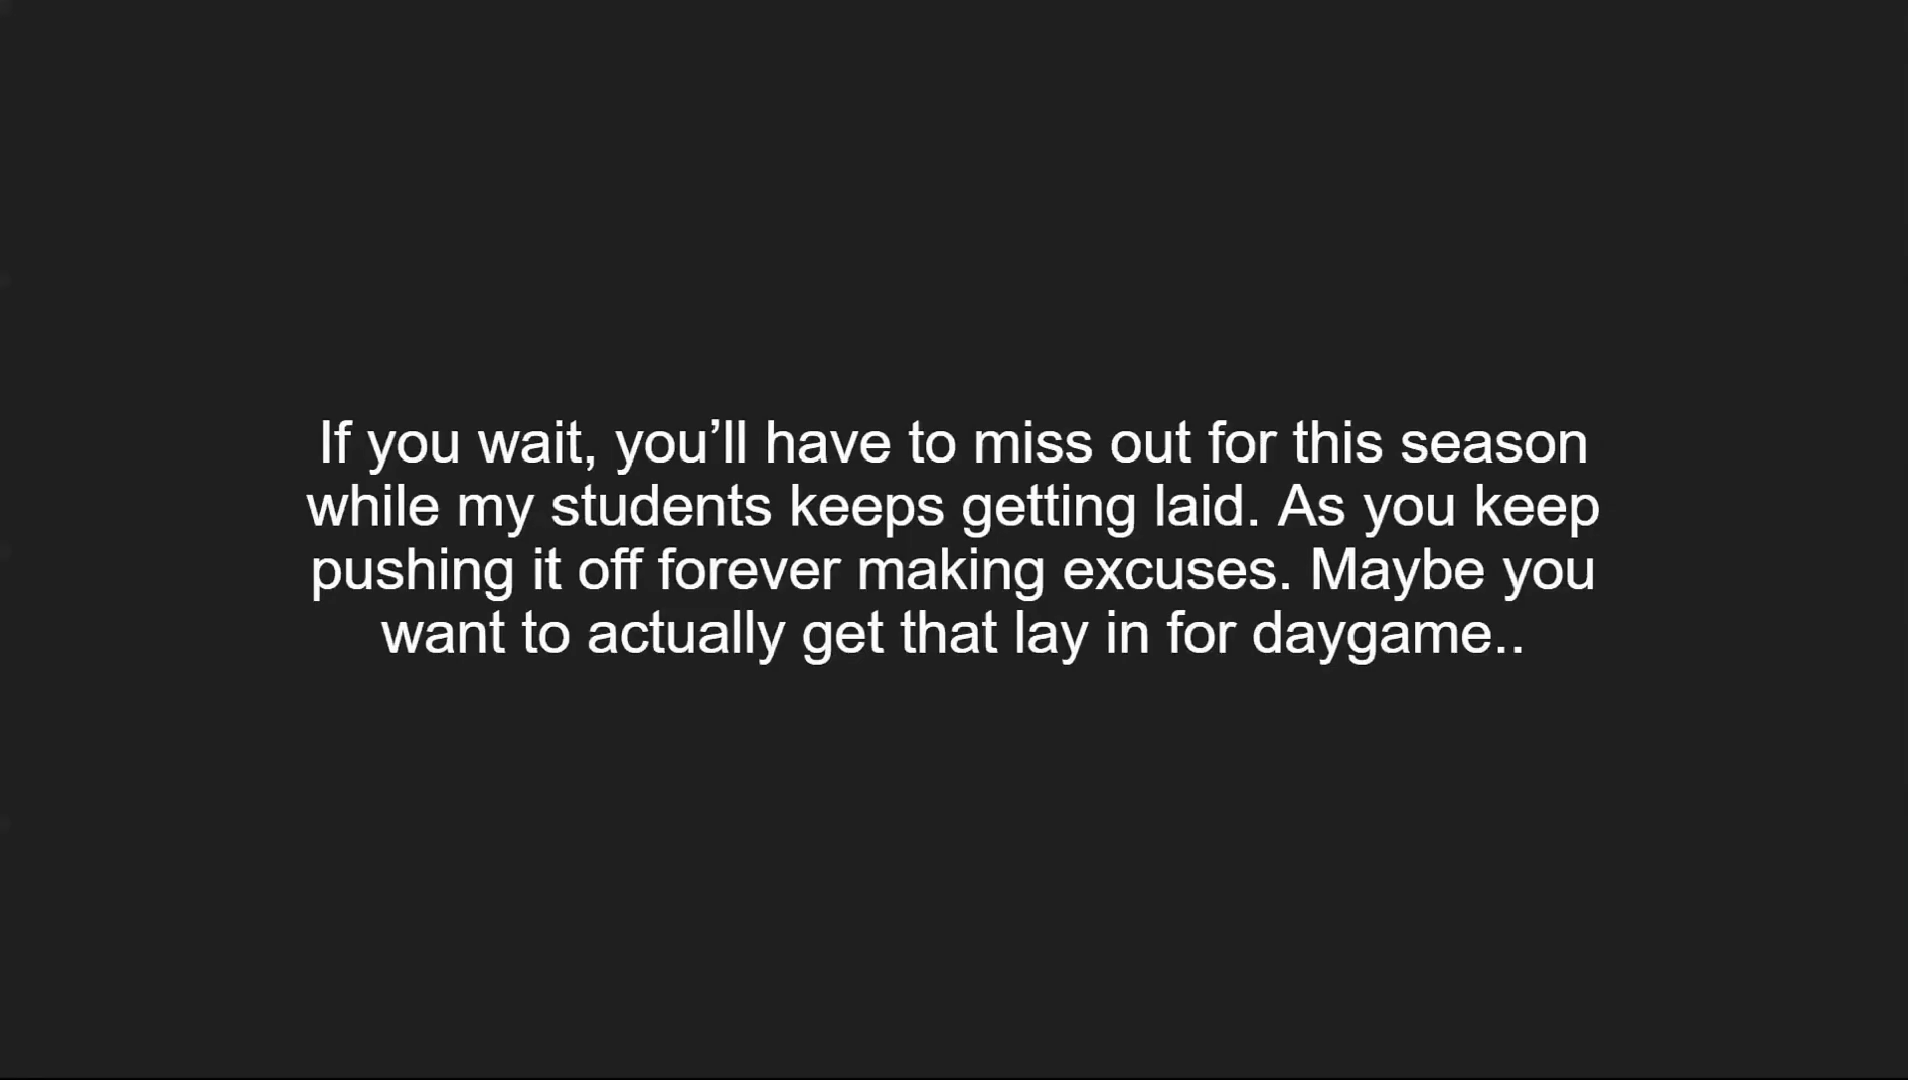 If you wait, you’ll have to miss out for this season
while my students keeps getting laid. As you keep
pushing it off forever making excuses. Maybe you
want to actually get that lay in for daygame..